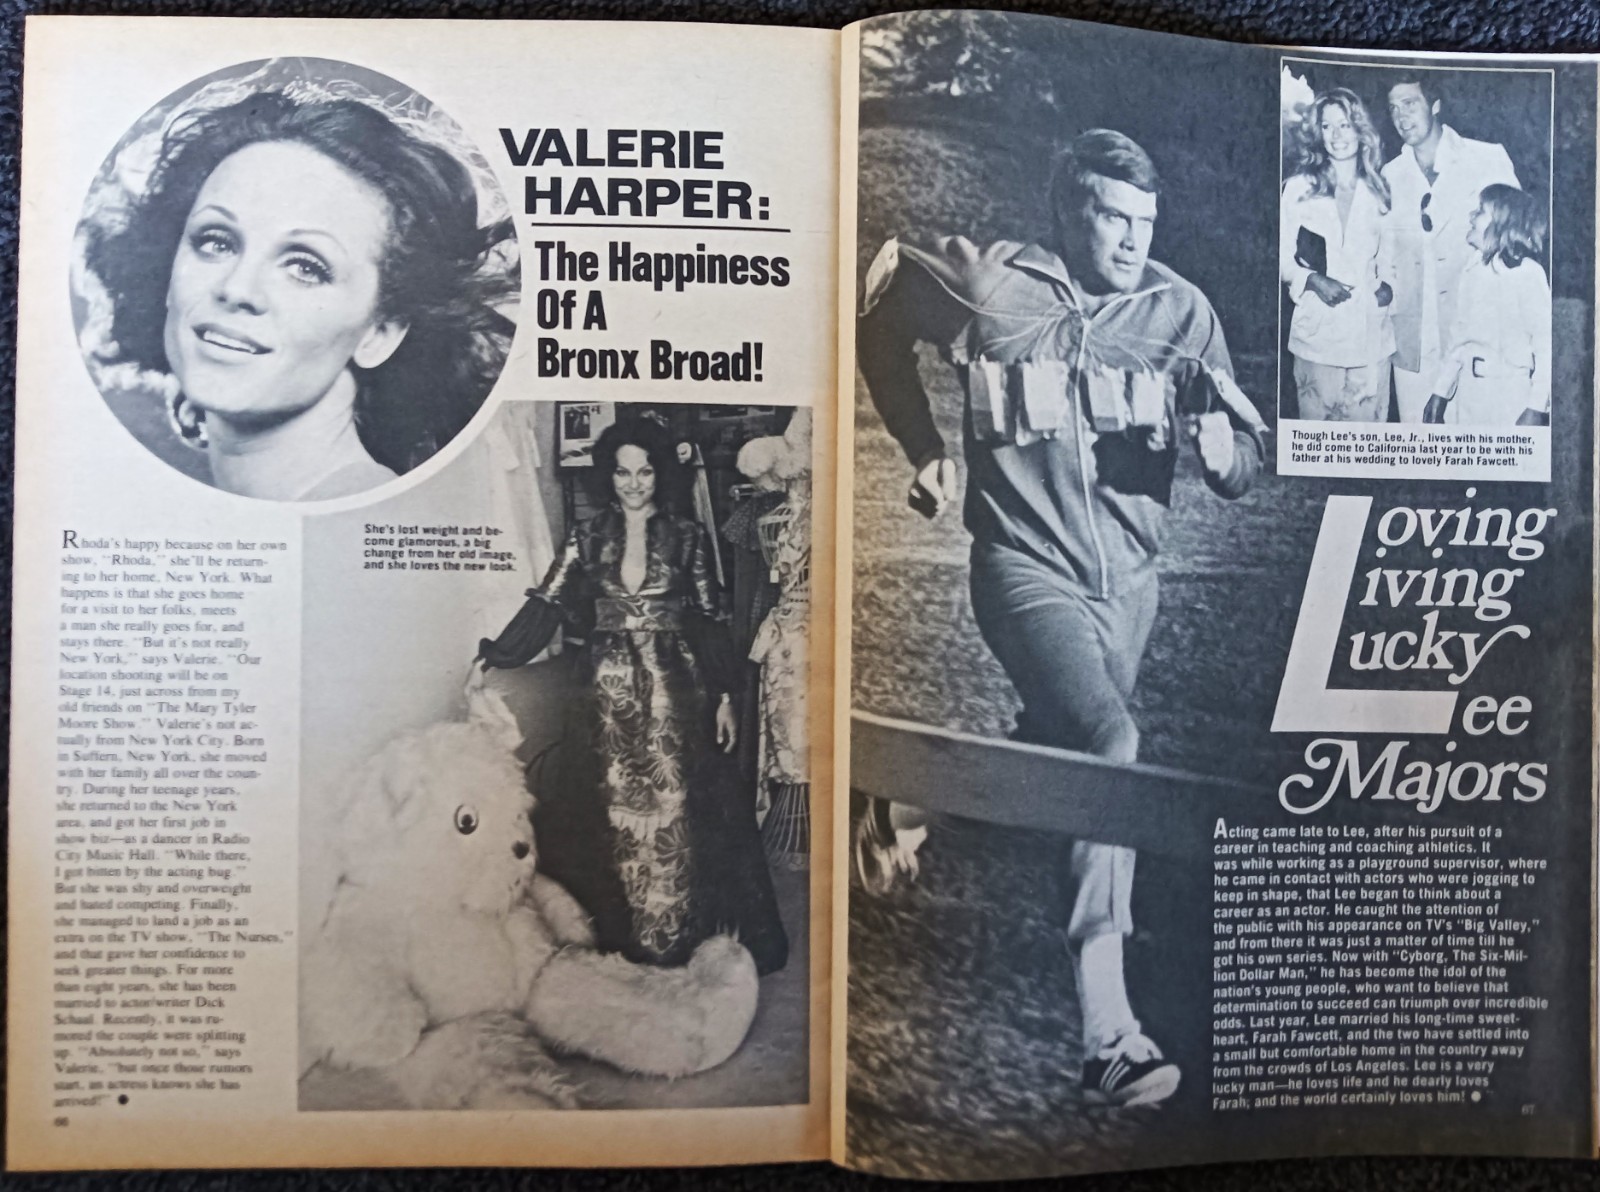 VALERIE
HARPER:
The Happiness
Of A
Bronx Broad!
She's lost weight and be-
come glamorous, a big
change from her old image,
and she loves the new look.
Rhoda's happy because on her own
show, "Rhoda," she'll be return-
ing to her home, New York. What
happens is that she goes home
for a visit to her folks, meets
a man she really goes for, and
stays there. "But it's not really
New York," says Valerie. "Our
location shooting will be on
Stage 14, just across from my
old friends on "The Mary Tyler
Moore Show." Valerie's not ac-
tually from New York City. Born
in Suffern, New York, she moved
with her family all over the coun-
try. During her teenage years,
she returned to the New York
area, and got her first job in
show biz—as a dancer in Radio
City Music Hall. "While there,
I got bitten by the acting bug."
But she was shy and overweight
and hated competing. Finally,
she managed to land a job as an
extra on the TV show, "The Nurses,"
and that gave her confidence to
seek greater things. For more
than eight years, she has been
married to actor/writer Dick
Schaal. Recently, it was ru-
mored the couple were splitting
up. "Absolutely not so," says
Valerie, "but once those rumors
start, an actress knows she has
arrived!"
66
Though Lee's son, Lee, Jr., lives with his mother,
he did come to California last year to be with his
father at his wedding to lovely Farah Fawcett.
Loving
iving
ucky
ee
Majors
Acting came late to Lee, after his pursuit of a
career in teaching and coaching athletics. It
was while working as a playground supervisor, where
he came in contact with actors who were jogging to
keep in shape, that Lee began to think about a
career as an actor. He caught the attention of
the public with his appearance on TV's "Big Valley,"
and from there it was just a matter of time till he
got his own series. Now with "Cyborg, The Six-Mil-
lion Dollar Man," he has become the idol of the
nation's young people, who want to believe that
determination to succeed can triumph over incredible
odds. Last year, Lee married his long-time sweet-
heart, Farah Fawcett, and the two have settled into
a small but comfortable home in the country away
from the crowds of Los Angeles. Lee is a very
lucky man—he loves life and he dearly loves
Farah; and the world certainly loves him!
67